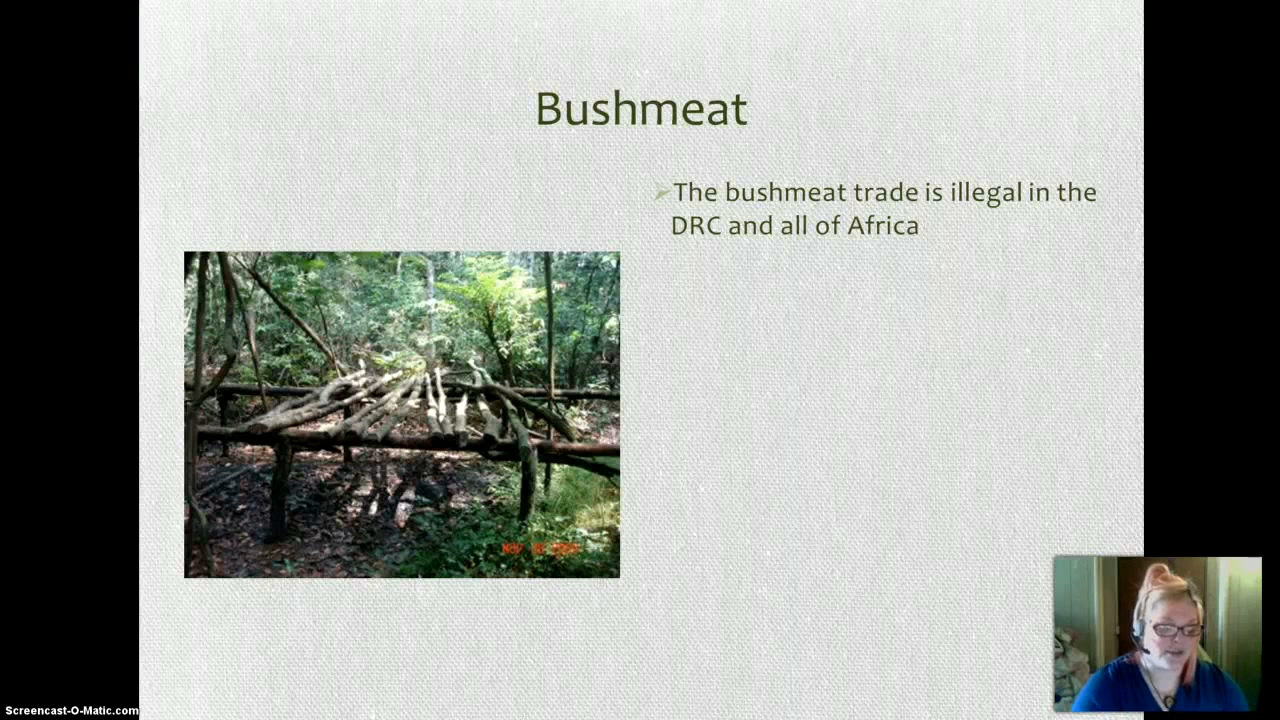 Bushmeat
The bushmeat trade is illegal in the
DRC and all of Africa
Screencast-O-Matic.com